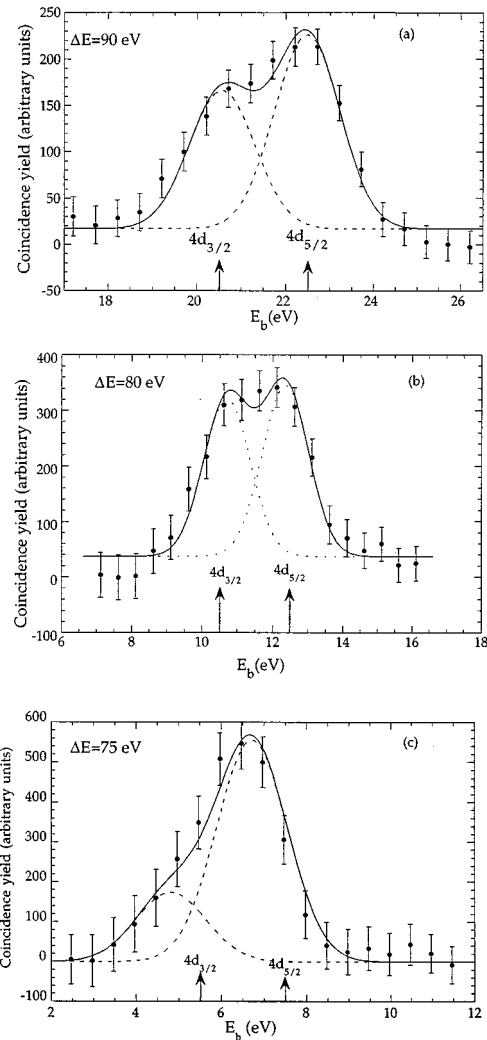 ΔE=90 eV
(a)
Coincidence yield (arbitrary units)
250
200
150
100
50
0
-50
4d3/2
4d5/2
18 20 22 24 26
Eb(eV)
ΔE=80 eV
(b)
Coincidence yield (arbitrary units)
400
300
200
100
0
-100
4d3/2
4d5/2
6 8 10 12 14 16 18
Eb(eV)
ΔE=75 eV
(c)
Coincidence yield (arbitrary units)
600
500
400
300
200
100
0
-100
4d3/2
4d5/2
2 4 6 8 10 12
Eb (eV)